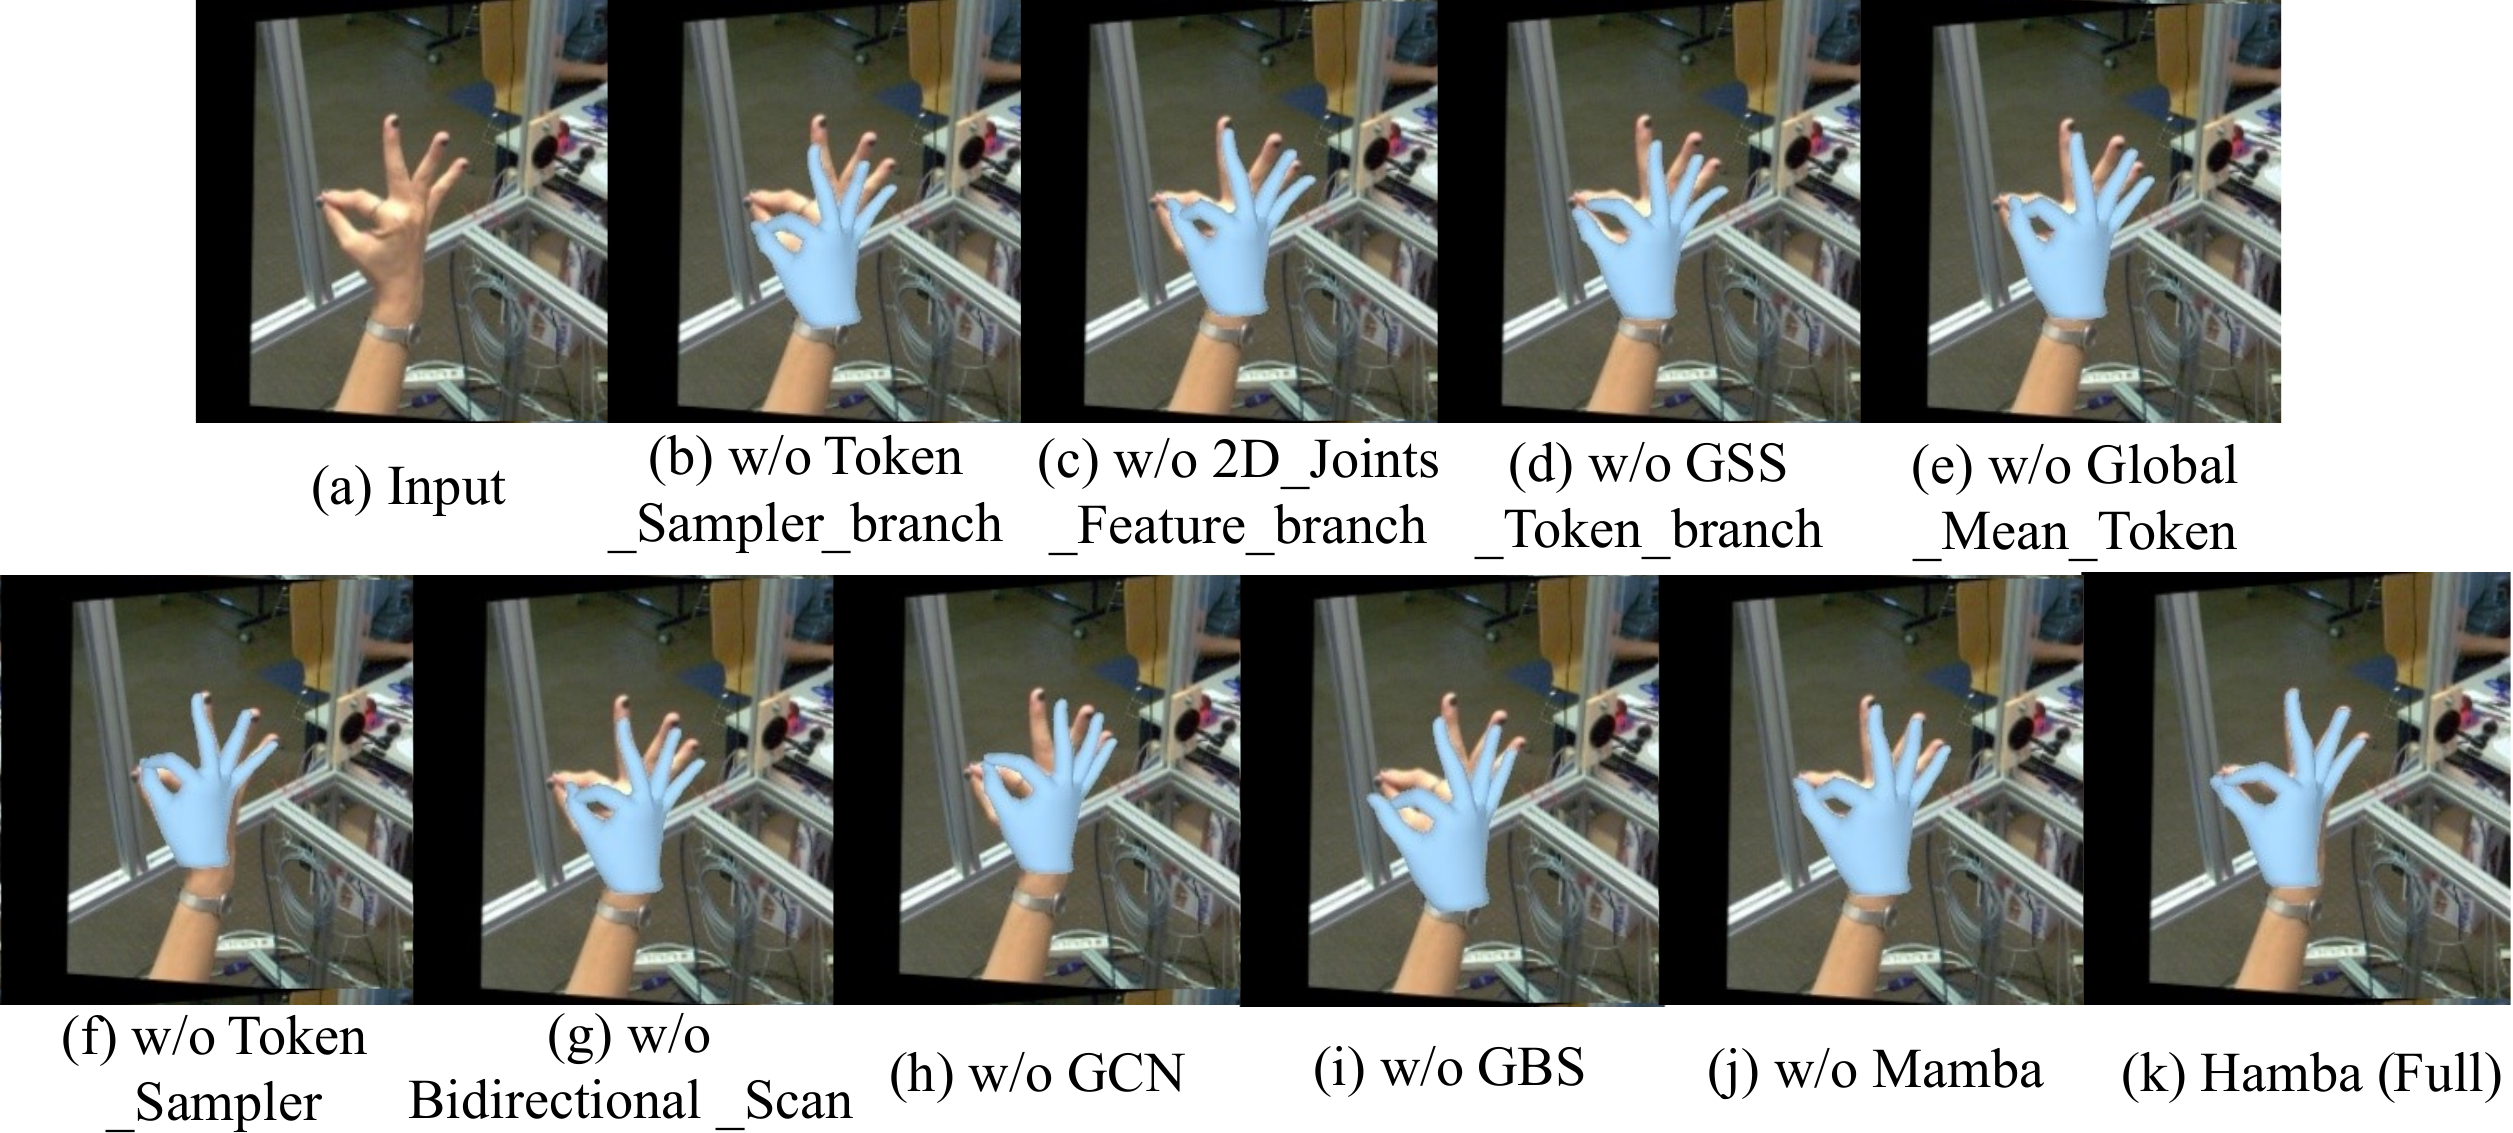 (a) Input
(b) w/o Token
_Sampler_branch
(c) w/o 2D_Joints
_Feature_branch
(d) w/o GSS
_Token_branch
(e) w/o Global
_Mean_Token
(f) w/o Token
_Sampler
(g) w/o
Bidirectional _Scan
(h) w/o GCN
(i) w/o GBS
(j) w/o Mamba
(k) Hamba (Full)